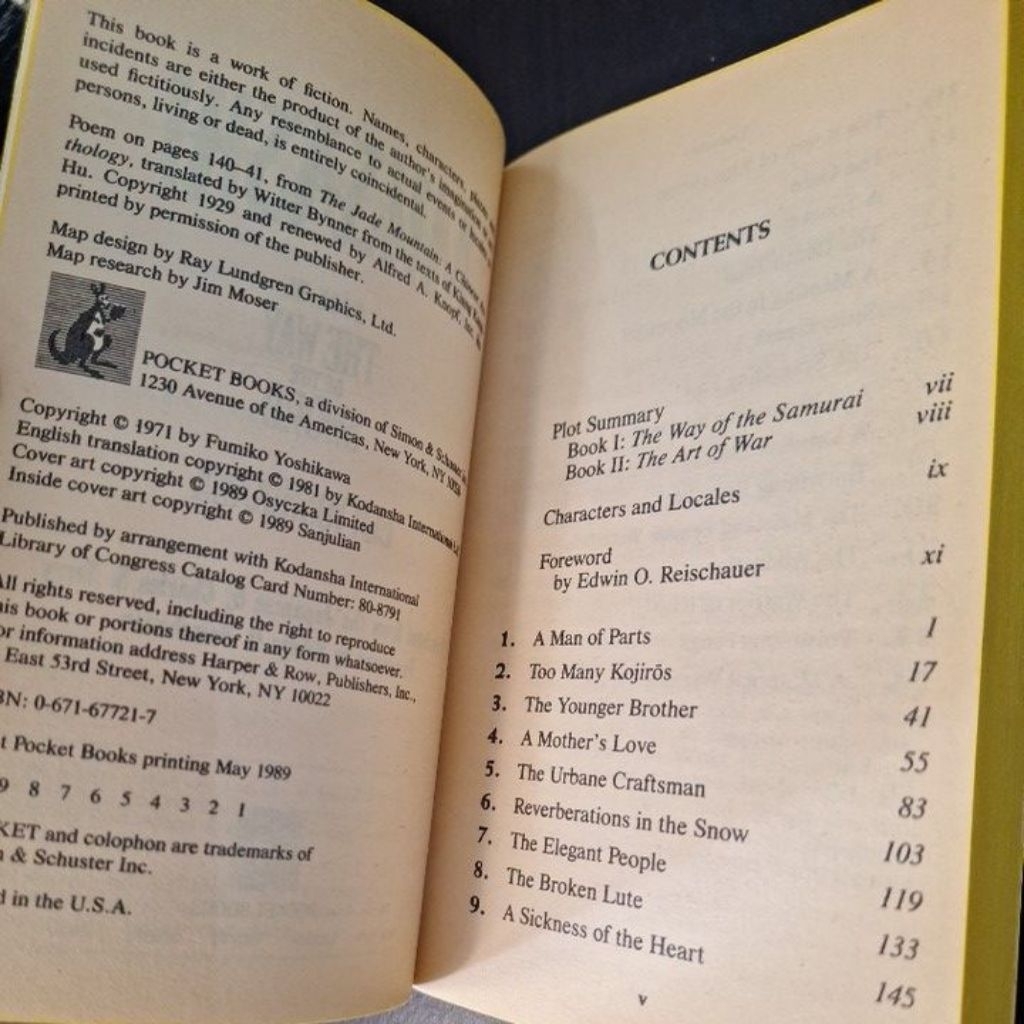 This book is a work of fiction. Names, characters,
incidents are either the product of the author's imagination
used fictitiously. Any resemblance to actual events or
persons, living or dead, is entirely coincidental.
Poem on pages 140–41, from The Jade Mountain: A Chinese
thology, translated by Witter Bynner from the texts of Kiang
Hu. Copyright 1929 and renewed by Alfred A. Knopf, Inc.
printed by permission of the publisher.
Map design by Ray Lundgren Graphics, Ltd.
Map research by Jim Moser
POCKET BOOKS, a division of Simon & Schuster
1230 Avenue of the Americas, New York, NY
Copyright © 1971 by Fumiko Yoshikawa
English translation copyright © 1981 by Kodansha International
Cover art copyright © 1989 Osyczka Limited
Inside cover art copyright © 1989 Sanjulian
Published by arrangement with Kodansha International
Library of Congress Catalog Card Number: 80-8791
All rights reserved, including the right to reproduce
his book or portions thereof in any form whatsoever.
or information address Harper & Row, Publishers, Inc.,
East 53rd Street, New York, NY 10022
BN: 0-671-67721-7
t Pocket Books printing May 1989
9 8 7 6 5 4 3 2 1
KET and colophon are trademarks of
n & Schuster Inc.
d in the U.S.A.
CONTENTS
Plot Summary
Book I: The Way of the Samurai vii
Book II: The Art of War viii
Characters and Locales ix
Foreword
by Edwin O. Reischauer xi
1. A Man of Parts 1
2. Too Many Kojirōs 17
3. The Younger Brother 41
4. A Mother's Love 55
5. The Urbane Craftsman 83
6. Reverberations in the Snow 103
7. The Elegant People 119
8. The Broken Lute 133
9. A Sickness of the Heart 145
v